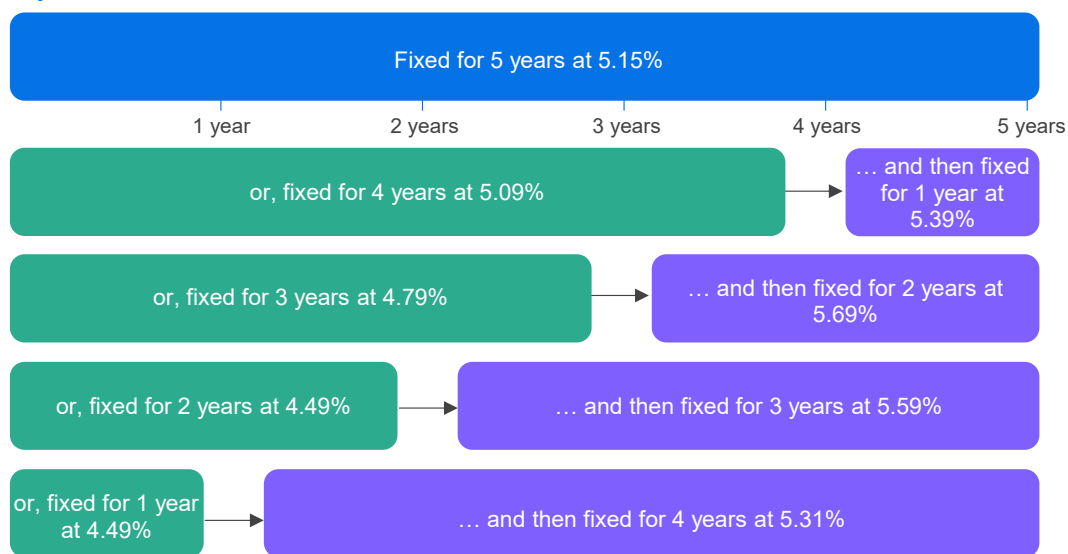 Fixed for 5 years at 5.15%
1 year
2 years
3 years
4 years
5 years
or, fixed for 4 years at 5.09%
… and then fixed
for 1 year at
5.39%
or, fixed for 3 years at 4.79%
… and then fixed for 2 years at
5.69%
or, fixed for 2 years at 4.49%
… and then fixed for 3 years at 5.59%
or, fixed for 1 year
at 4.49%
… and then fixed for 4 years at 5.31%